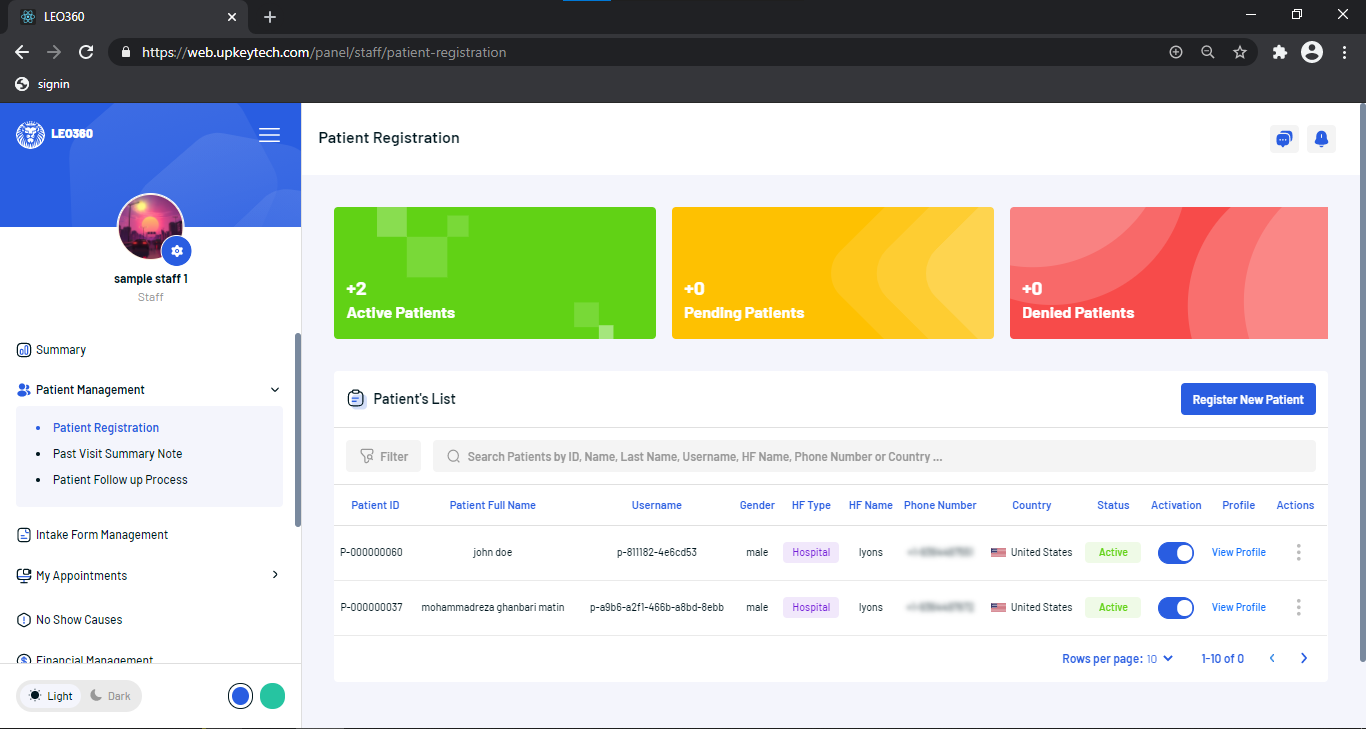 LEO360
https://web.upkeytech.com/panel/staff/patient-registration
signin
LEO360
sample staff 1
Staff
Summary
Patient Management
Patient Registration
Past Visit Summary Note
Patient Follow up Process
Intake Form Management
My Appointments
No Show Causes
Financial Management
Light Dark
Patient Registration
+2
Active Patients
+0
Pending Patients
+0
Denied Patients
Patient's List
Register New Patient
Filter
Search Patients by ID, Name, Last Name, Username, HF Name, Phone Number or Country ...
Patient ID Patient Full Name Username Gender HF Type HF Name Phone Number Country Status Activation Profile Actions
P-000000060 john doe p-811182-4e6cd53 male Hospital lyons United States Active View Profile
P-000000037 mohammadreza ghanbari matin p-a9b6-a2f1-466b-a8bd-8ebb male Hospital lyons United States Active View Profile
Rows per page: 10 1-10 of 0